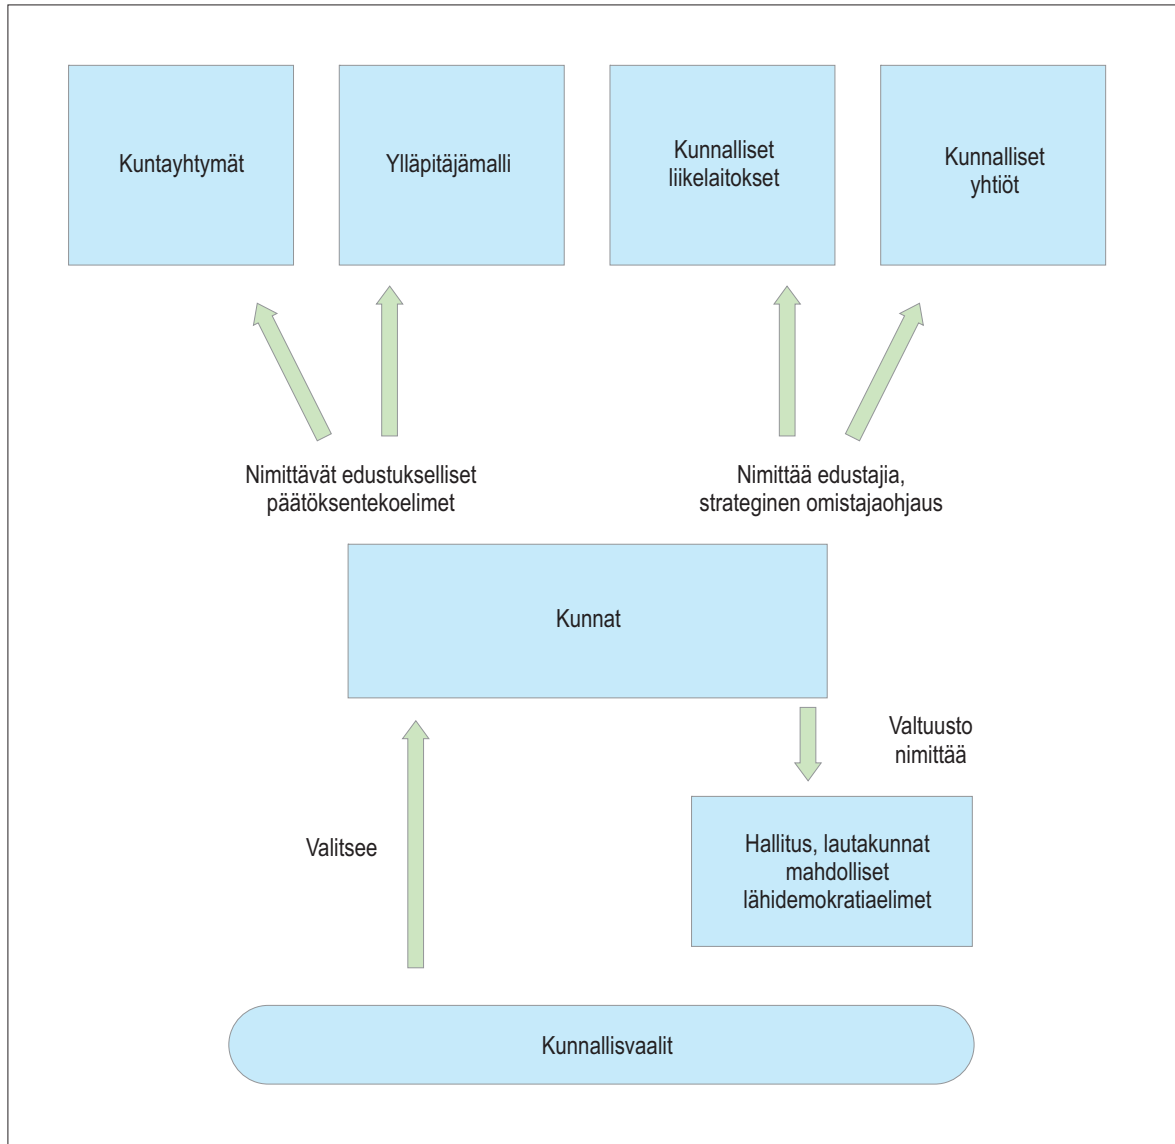 Kuntayhtymät
Ylläpitäjämalli
Kunnalliset
liikelaitokset
Kunnalliset
yhtiöt
Nimittävät edustukselliset
päätöksentekoelimet
Nimittää edustajia,
strateginen omistajaohjaus
Kunnat
Valtuusto
nimittää
Valitsee
Hallitus, lautakunnat
mahdolliset
lähidemokratiaelimet
Kunnallisvaalit